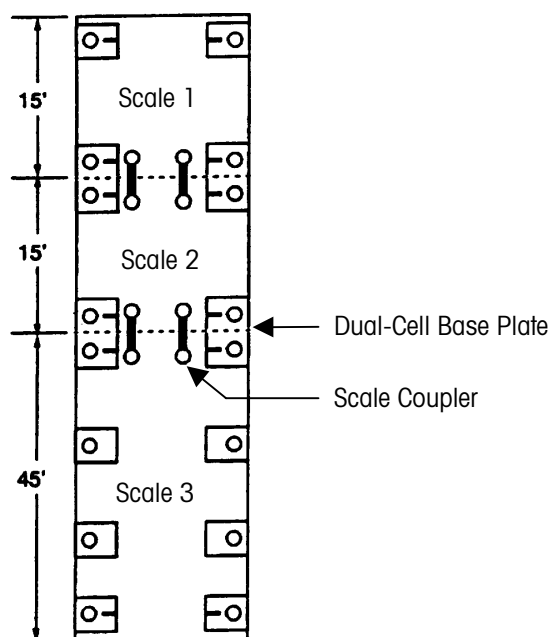 15'
Scale 1
15'
Scale 2
Dual-Cell Base Plate
Scale Coupler
45'
Scale 3